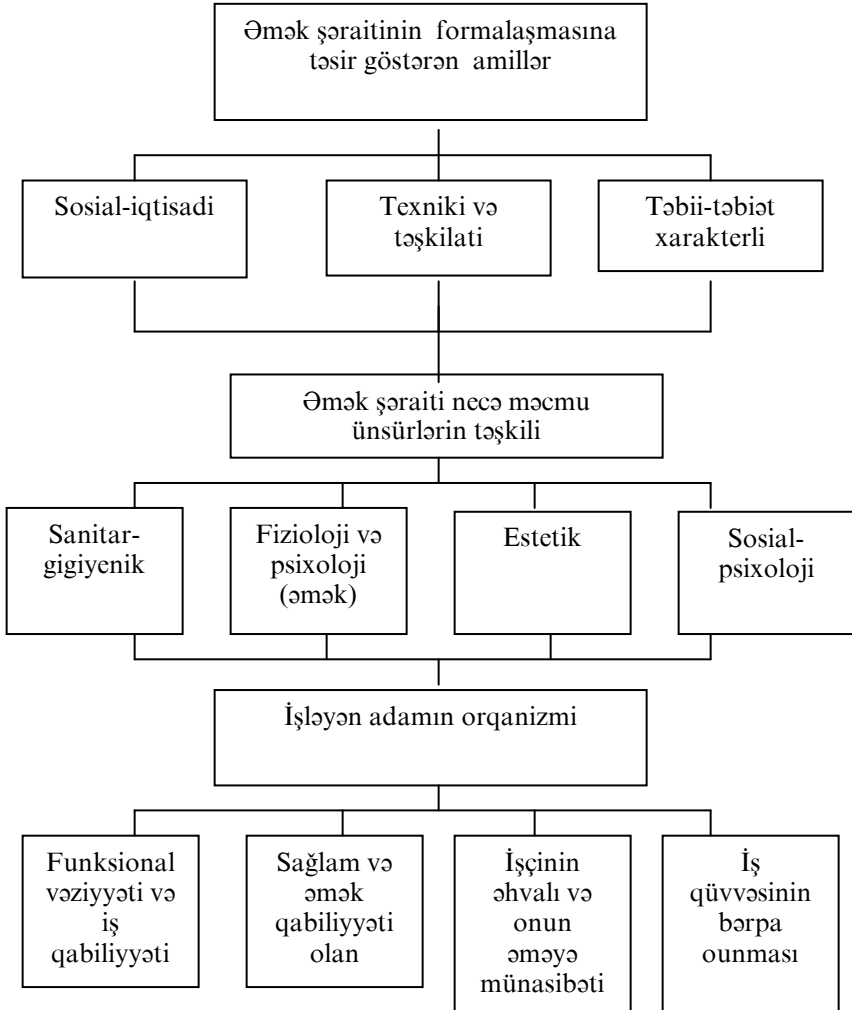 Əmək şəraitinin formalaşmasına
təsir göstərən amillər
Sosial-iqtisadi
Texniki və
təşkilati
Təbii-təbiət
xarakterli
Əmək şəraiti necə məcmu
ünsürlərin təşkili
Sanitar-
gigiyenik
Fizioloji və
psixoloji
(əmək)
Estetik
Sosial-
psixoloji
İşləyən adamın orqanizmi
Funksional
vəziyyəti və
iş
qabiliyyəti
Sağlam və
əmək
qabiliyyəti
olan
İşçinin
əhvalı və
onun
əməyə
münasibəti
İş
qüvvəsinin
bərpa
ounması